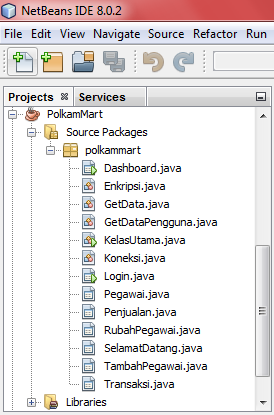 NetBeans IDE 8.0.2
File Edit View Navigate Source Refactor Run
Projects Services
PolkamMart
Source Packages
polkammart
Dashboard.java
Enkripsi.java
GetData.java
GetDataPengguna.java
KelasUtama.java
Koneksi.java
Login.java
Pegawai.java
Penjualan.java
RubahPegawai.java
SelamatDatang.java
TambahPegawai.java
Transaksi.java
Libraries